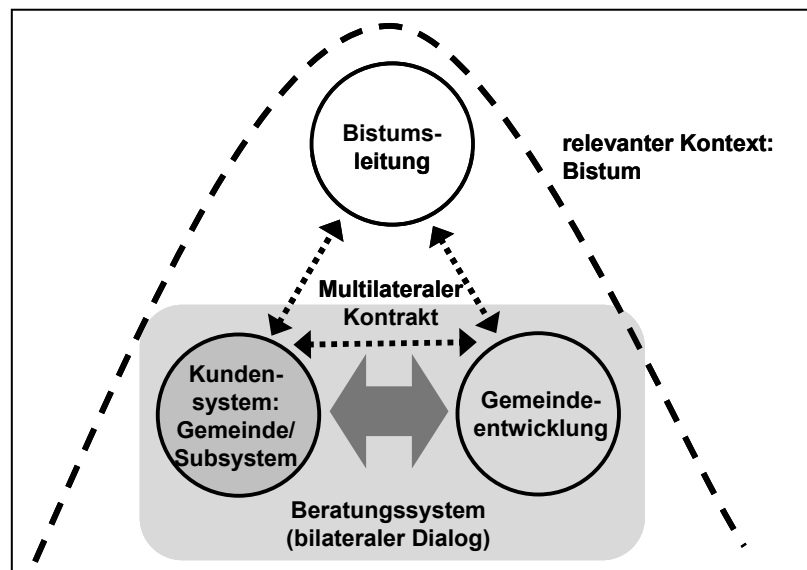 Bistums-
leitung
relevanter Kontext:
Bistum
Multilateraler
Kontrakt
Kunden-
system:
Gemeinde/
Subsystem
Gemeinde-
entwicklung
Beratungssystem
(bilateraler Dialog)